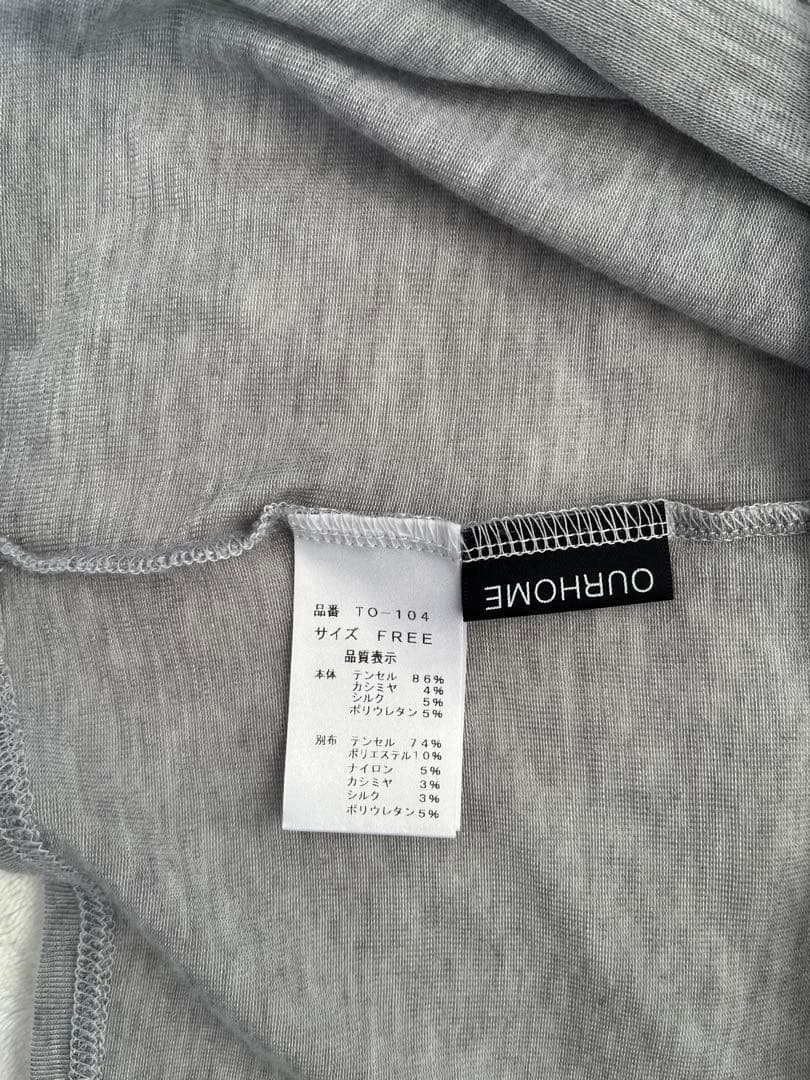 品番 TO-104
サイズ FREE
品質表示
本体 テンセル 86%
カシミヤ 4%
シルク 5%
ポリウレタン 5%
別布 テンセル 74%
ポリエステル10%
ナイロン 5%
カシミヤ 3%
シルク 3%
ポリウレタン 5%
OURHOME